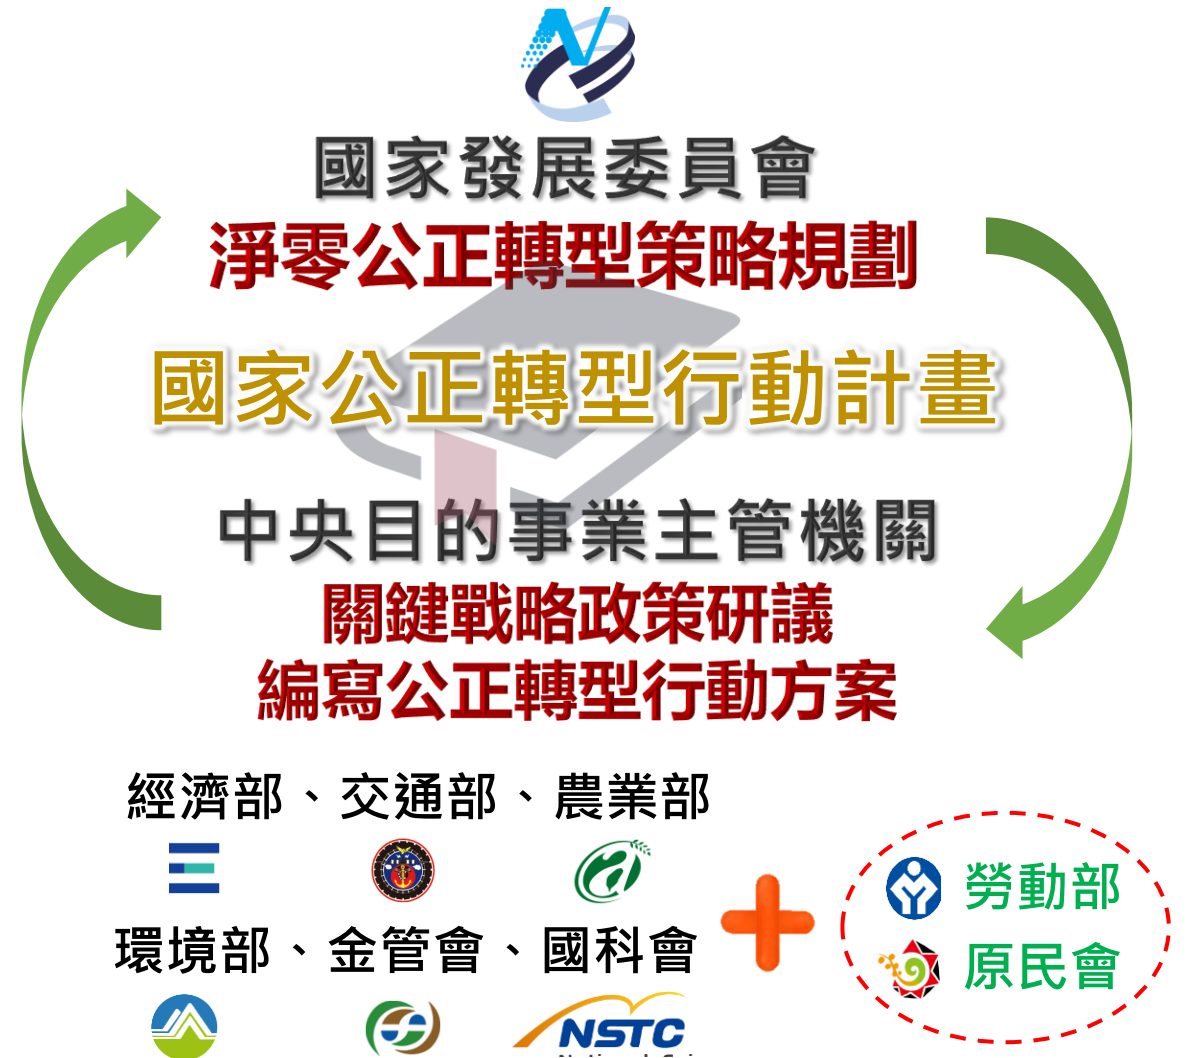 國家發展委員會
淨零公正轉型策略規劃
國家公正轉型行動計畫
中央目的事業主管機關
關鍵戰略政策研議
編寫公正轉型行動方案
經濟部、交通部、農業部
環境部、金管會、國科會
勞動部
原民會
NSTC